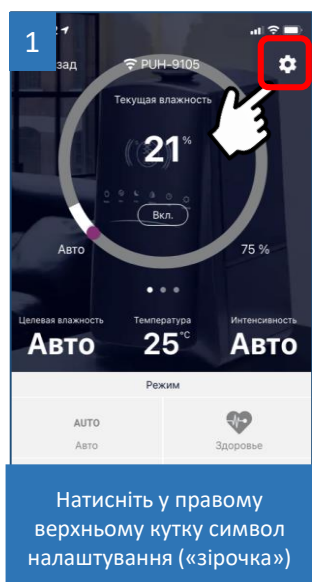 1
зад
PUH-9105
Текущая влажность
21%
Вкл.
Авто
75 %
Целевая влажность
Температура
Интенсивность
Авто
25°C
Авто
Режим
AUTO
Авто
Здоровье
Натисніть у правому
верхньому кутку символ
налаштування («зірочка»)